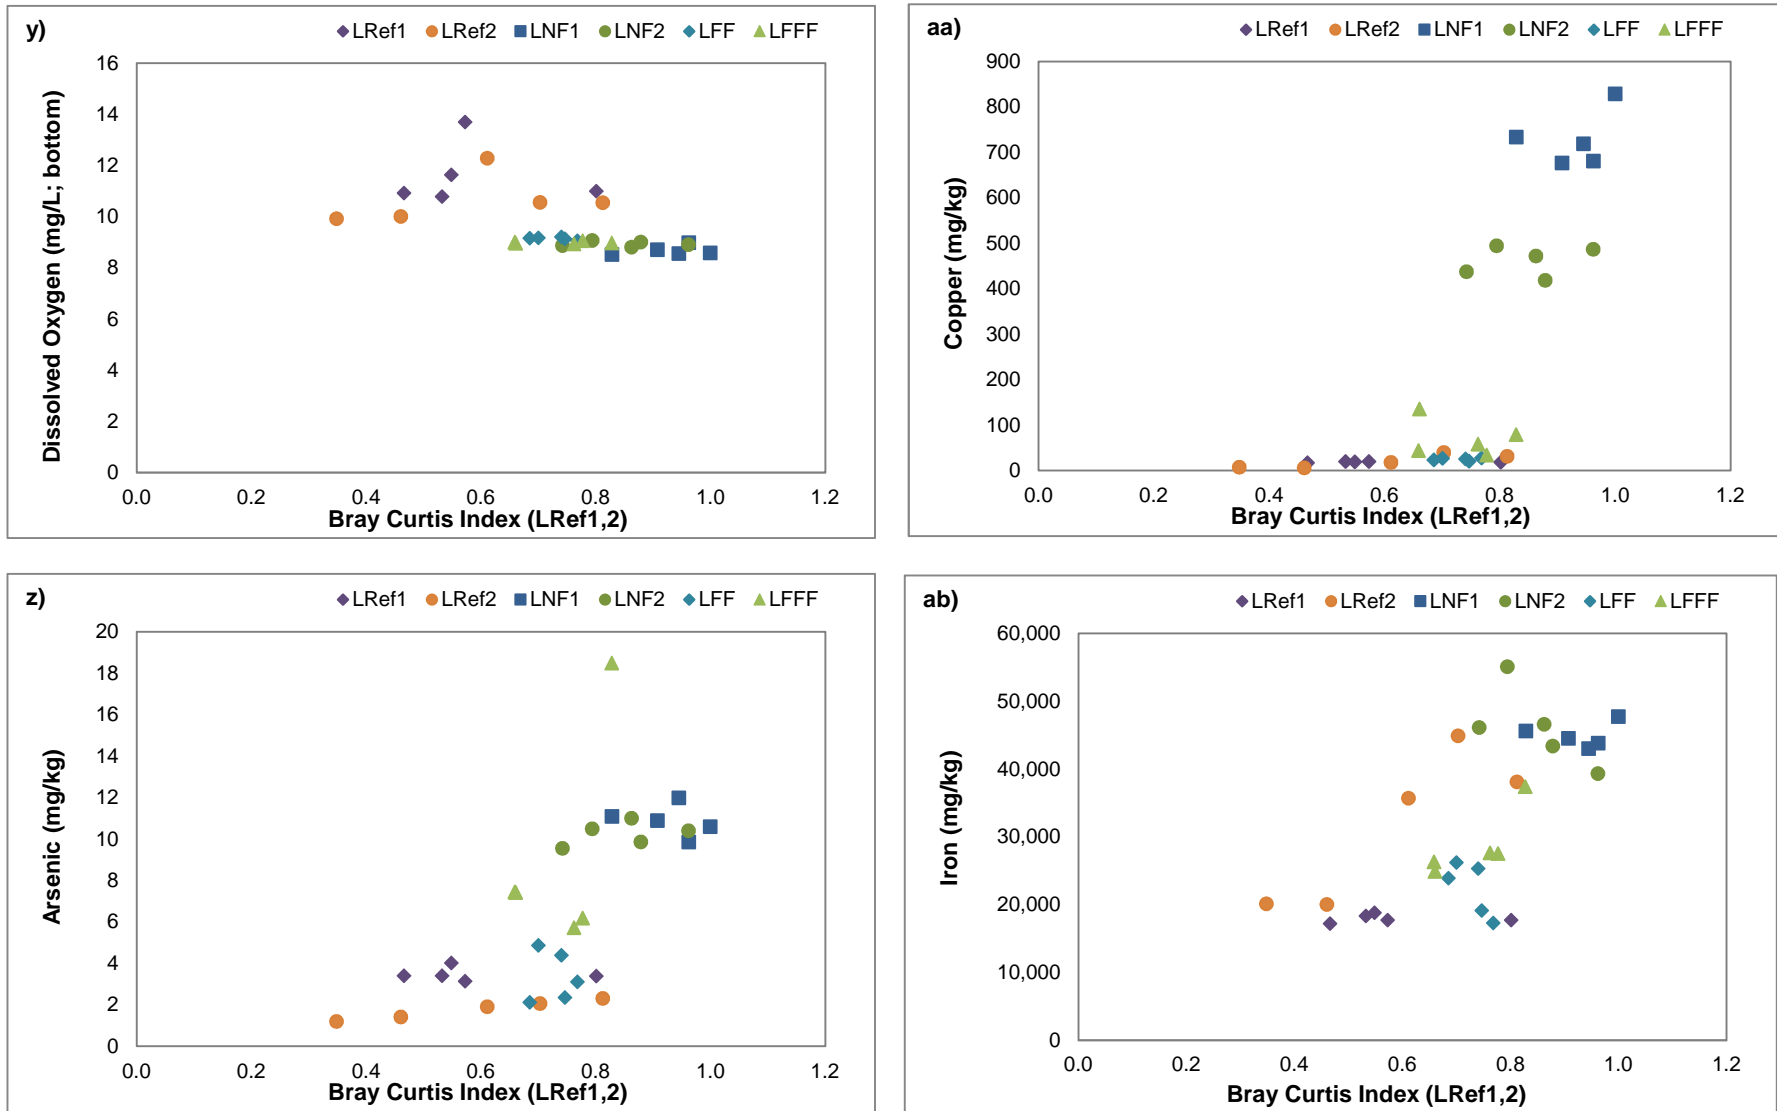 y)
LRef1 LRef2 LNF1 LNF2 LFF LFFF
16
14
12
10
8
6
4
2
0
Dissolved Oxygen (mg/L; bottom)
0.0 0.2 0.4 0.6 0.8 1.0 1.2
Bray Curtis Index (LRef1,2)
aa)
LRef1 LRef2 LNF1 LNF2 LFF LFFF
900
800
700
600
500
400
300
200
100
0
Copper (mg/kg)
0.0 0.2 0.4 0.6 0.8 1.0 1.2
Bray Curtis Index (LRef1,2)
z)
LRef1 LRef2 LNF1 LNF2 LFF LFFF
20
18
16
14
12
10
8
6
4
2
0
Arsenic (mg/kg)
0.0 0.2 0.4 0.6 0.8 1.0 1.2
Bray Curtis Index (LRef1,2)
ab)
LRef1 LRef2 LNF1 LNF2 LFF LFFF
60,000
50,000
40,000
30,000
20,000
10,000
0
Iron (mg/kg)
0.0 0.2 0.4 0.6 0.8 1.0 1.2
Bray Curtis Index (LRef1,2)